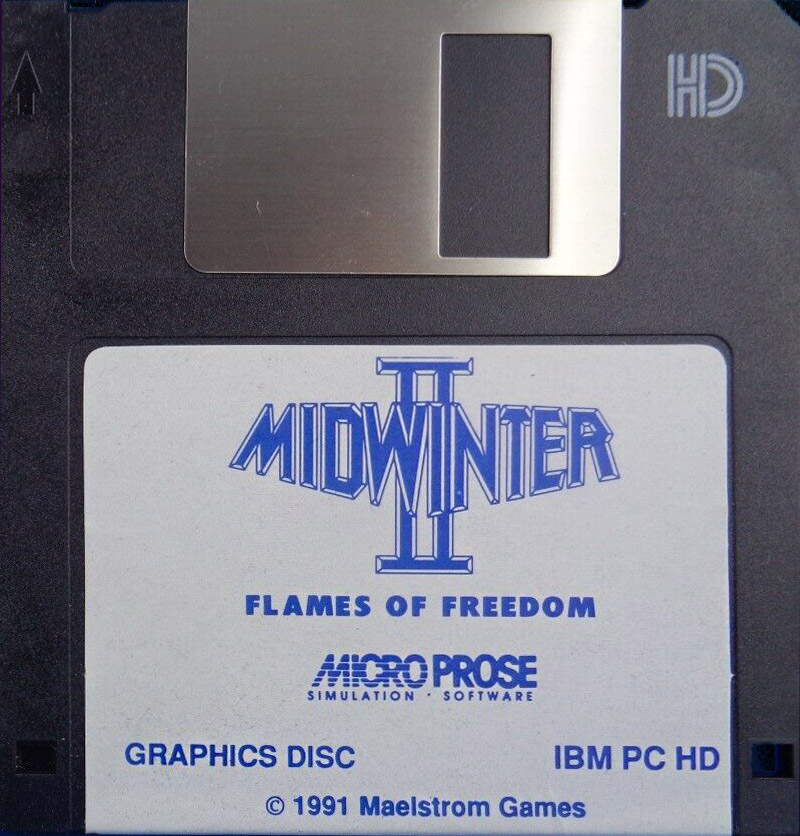 HD
II
MIDWINTER
FLAMES OF FREEDOM
MICROPROSE
SIMULATION · SOFTWARE
GRAPHICS DISC IBM PC HD
© 1991 Maelstrom Games